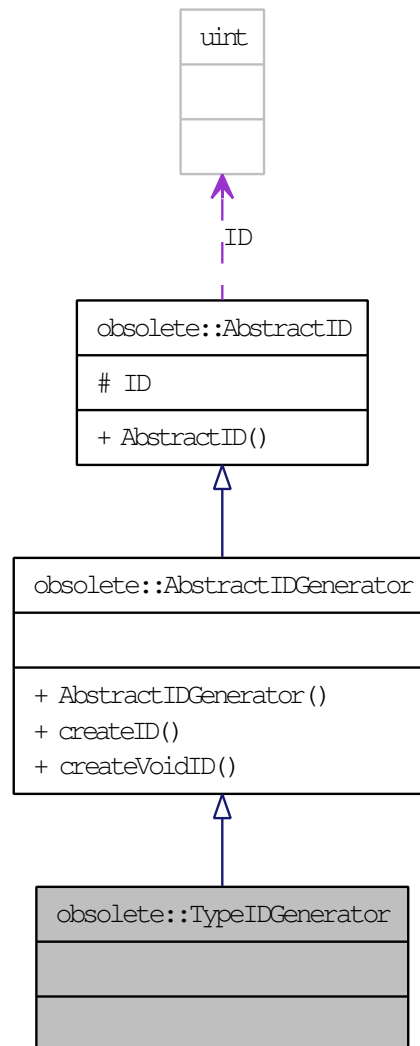 uint
ID
obsolete::AbstractID
# ID
+ AbstractID()
obsolete::AbstractIDGenerator
+ AbstractIDGenerator()
+ createID()
+ createVoidID()
obsolete::TypeIDGenerator